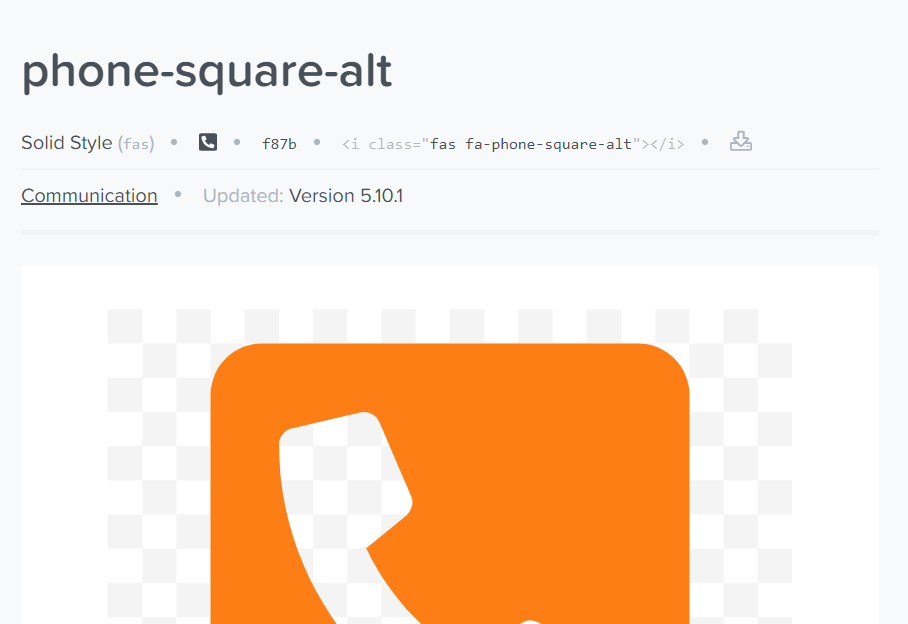 phone-square-alt
Solid Style (fas) • • f87b • <i class="fas fa-phone-square-alt"></i> •
Communication • Updated: Version 5.10.1